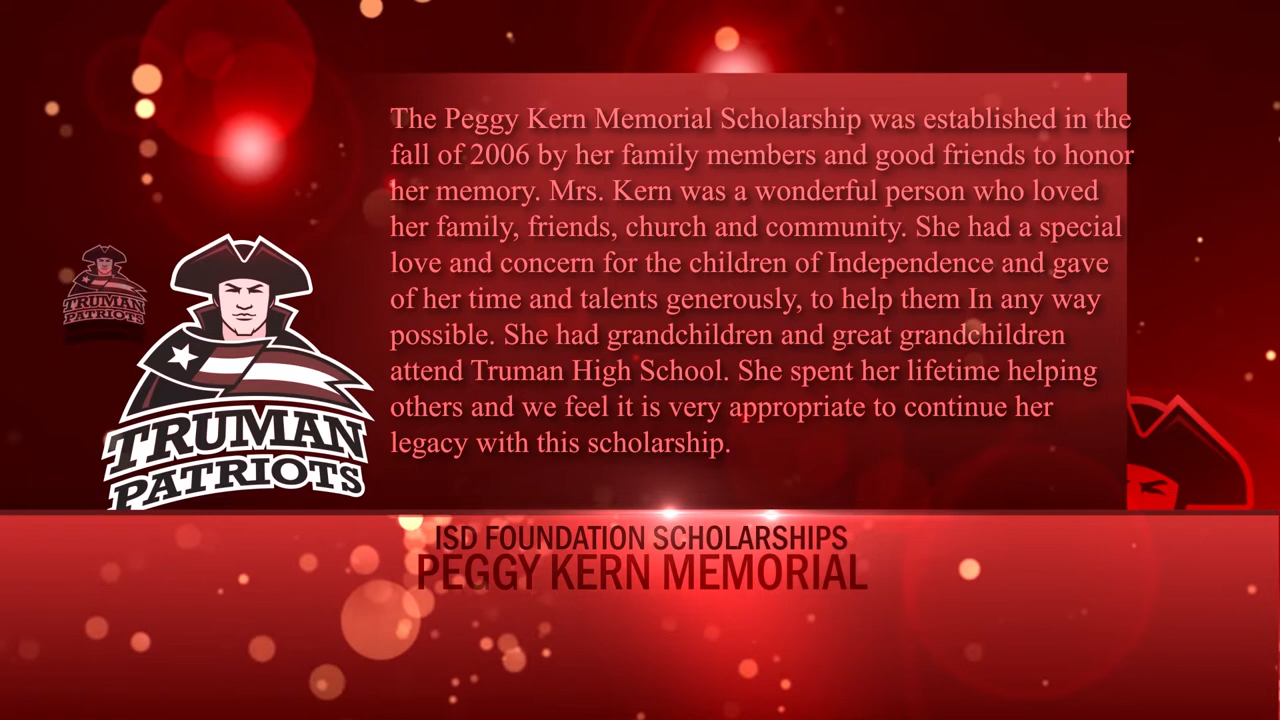 The Peggy Kern Memorial Scholarship was established in the
fall of 2006 by her family members and good friends to honor
her memory. Mrs. Kern was a wonderful person who loved
her family, friends, church and community. She had a special
love and concern for the children of Independence and gave
of her time and talents generously, to help them In any way
possible. She had grandchildren and great grandchildren
attend Truman High School. She spent her lifetime helping
others and we feel it is very appropriate to continue her
legacy with this scholarship.
TRUMAN
PATRIOTS
TRUMAN
PATRIOTS
ISD FOUNDATION SCHOLARSHIPS
PEGGY KERN MEMORIAL